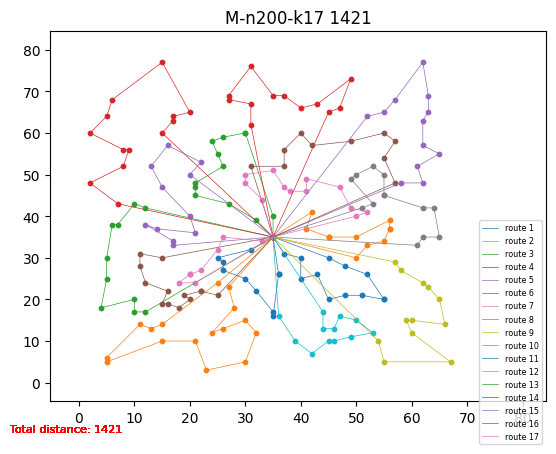 M-n200-k17 1421
80
70
60
50
40
30
20
10
0
route 1
route 2
route 3
route 4
route 5
route 6
route 7
route 8
route 9
route 10
route 11
route 12
route 13
route 14
route 15
route 16
route 17
0 10 20 30 40 50 60 70 80
Total distance: 1421